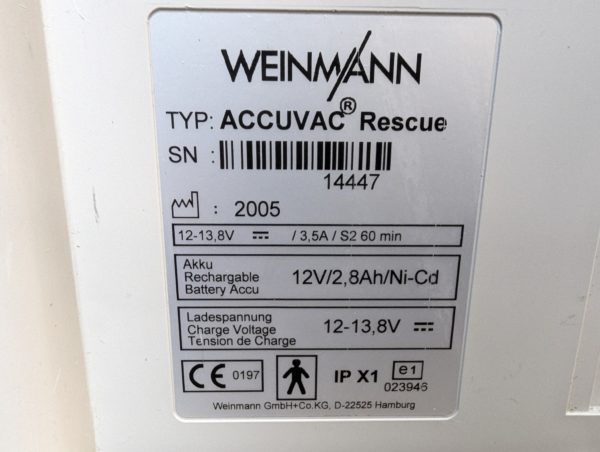 WEINMANN
TYP: ACCUVAC® Rescue
SN :
14447
: 2005
12-13,8V / 3,5A / S2 60 min
Akku
Rechargable
Battery Accu
12V/2,8Ah/Ni-Cd
Ladespannung
Charge Voltage
Tension de Charge
12-13,8V
CE 0197
IP X1
e1
023946
Weinmann GmbH+Co.KG, D-22525 Hamburg